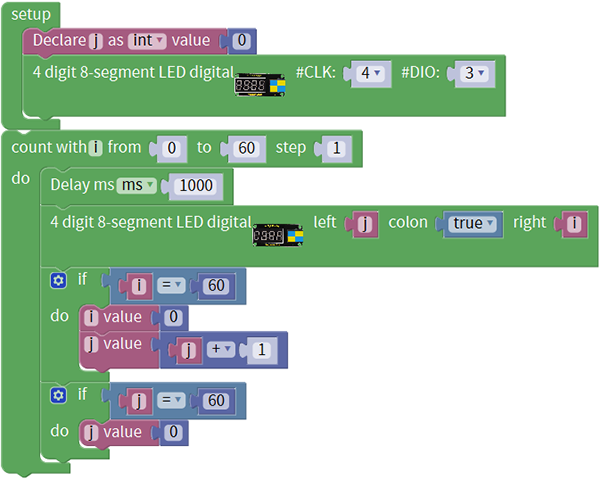 setup
Declare j as int value 0
4 digit 8-segment LED digital #CLK: 4 #DIO: 3
count with i from 0 to 60 step 1
do Delay ms ms 1000
4 digit 8-segment LED digital left j colon true right i
if i = 60
do i value 0
j value j + 1
if j = 60
do j value 0